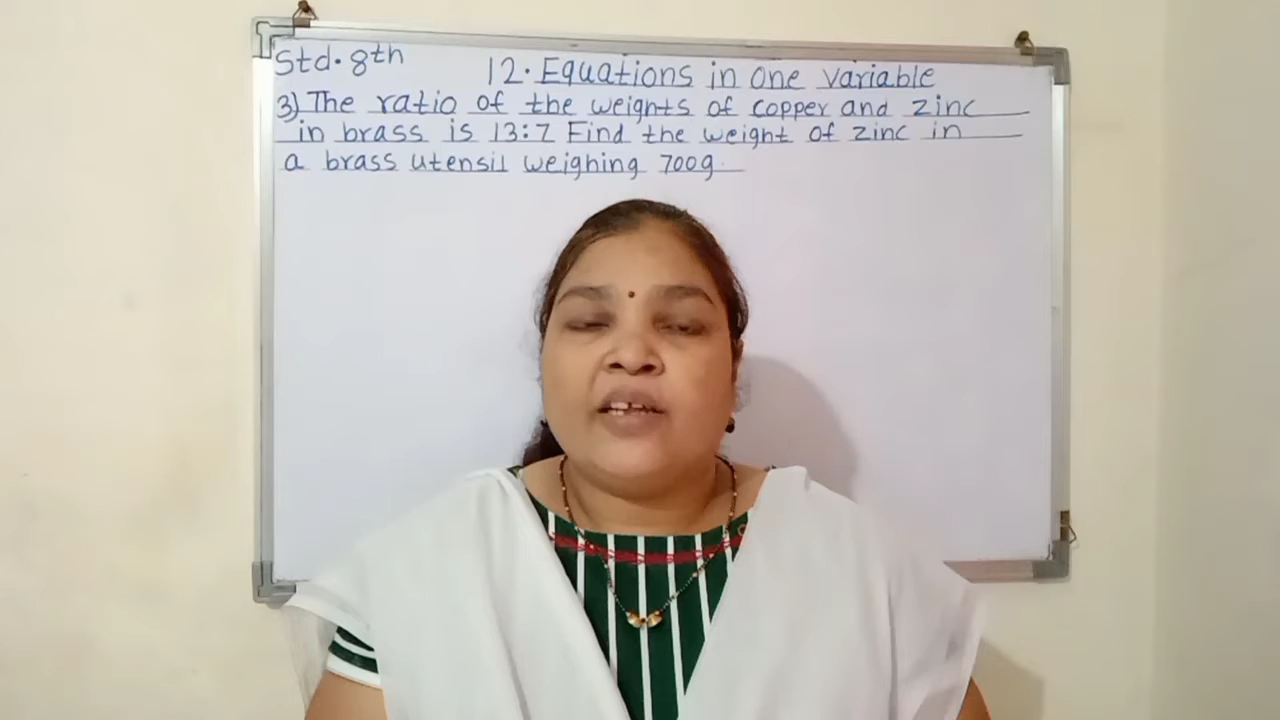 Std. 8th
12. Equations in one variable
3) The ratio of the weights of copper and zinc
in brass is 13:7 Find the weight of zinc in
a brass utensil weighing 700g.